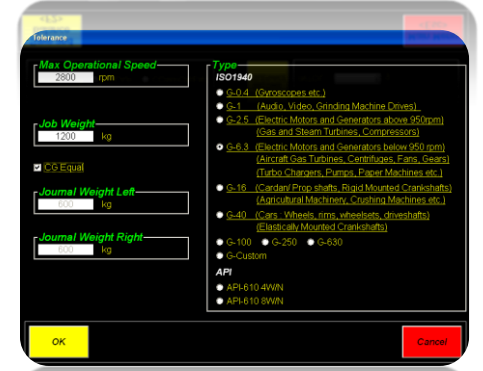 Tolerance
Max Operational Speed
2800 rpm
Job Weight
1200 kg
CG Equal
Journal Weight Left
600 kg
Journal Weight Right
600 kg
Type
ISO1940
G-0.4 (Gyroscopes etc.)
G-1 (Audio, Video, Grinding Machine Drives)
G-2.5 (Electric Motors and Generators above 950rpm)
(Gas and Steam Turbines, Compressors)
G-6.3 (Electric Motors and Generators below 950 rpm)
(Aircraft Gas Turbines, Centrifuges, Fans, Gears)
(Turbo Chargers, Pumps, Paper Machines etc.)
G-16 (Cardan/ Prop shafts, Rigid Mounted Crankshafts)
(Agricultural Machinery, Crushing Machines etc.)
G-40 (Cars : Wheels, rims, wheelsets, driveshafts)
(Elastically Mounted Crankshafts)
G-100 G-250 G-630
G-Custom
API
API-610 4W/N
API-610 8W/N
OK
Cancel